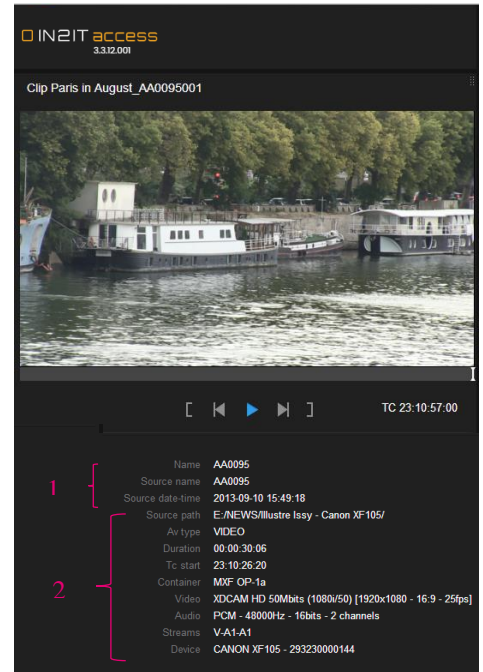 IN2IT access
3.3.12.001
Clip Paris in August_AA0095001
[ ] TC 23:10:57:00
Name AA0095
Source name AA0095
Source date-time 2013-09-10 15:49:18
1
Source path E:/NEWS/Illustre Issy - Canon XF105/
Av type VIDEO
Duration 00:00:30:06
Tc start 23:10:26:20
Container MXF OP-1a
2
Video XDCAM HD 50Mbits (1080i/50) [1920x1080 - 16:9 - 25fps]
Audio PCM - 48000Hz - 16bits - 2 channels
Streams V-A1-A1
Device CANON XF105 - 293230000144